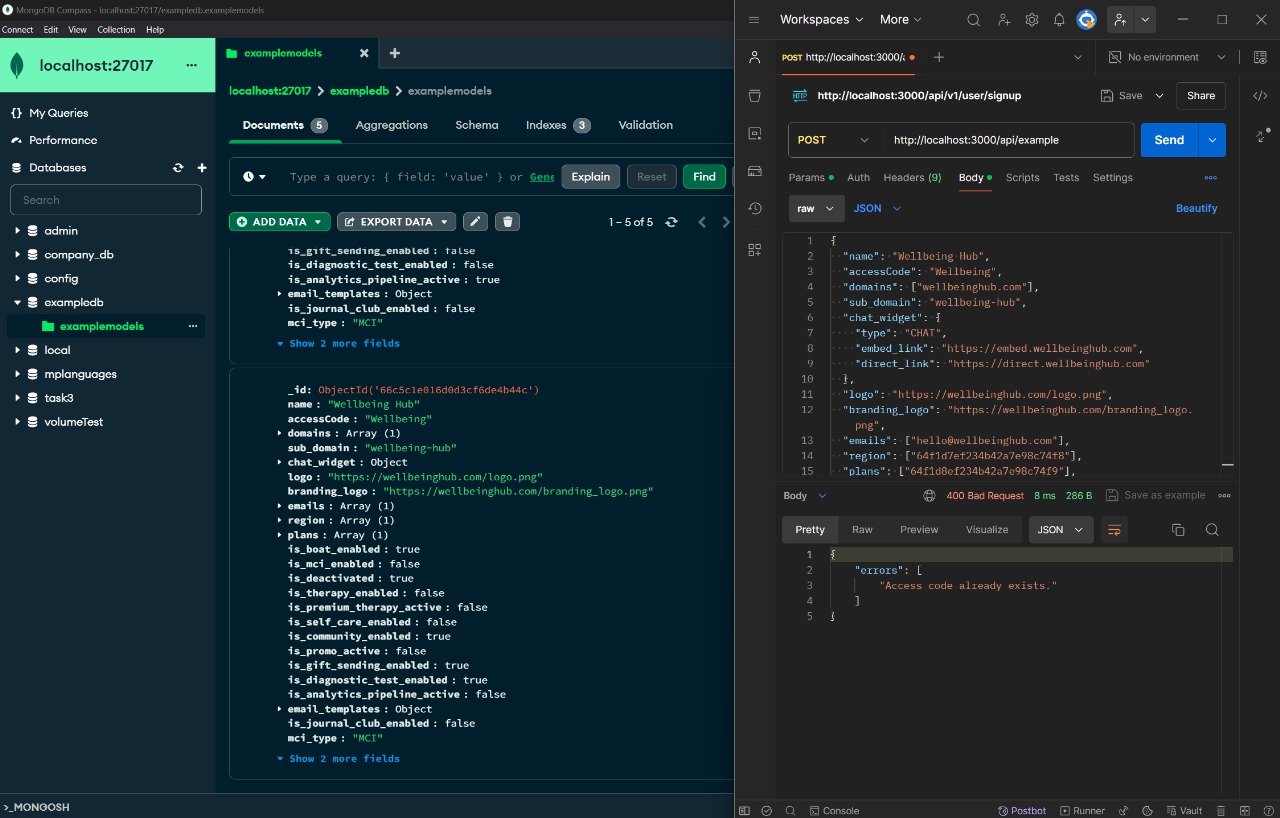 MongoDB Compass - localhost:27017/exampledb.examplemodels
Connect Edit View Collection Help
localhost:27017 ...
{} My Queries
Performance
Databases
Search
admin
company_db
config
exampledb
examplemodels ...
local
mplanguages
task3
volumeTest
>_MONGOSH
examplemodels
localhost:27017 > exampledb > examplemodels
Documents 5 Aggregations Schema Indexes 3 Validation
Type a query: { field: 'value' } or Gene Explain Reset Find
ADD DATA EXPORT DATA 1 – 5 of 5
is_gift_sending_enabled : false
is_diagnostic_test_enabled : false
is_analytics_pipeline_active : true
email_templates : Object
is_journal_club_enabled : false
mci_type : "MCI"
Show 2 more fields
_id: ObjectId('66c5c1e016d0d3cf6de4b44c')
name : "Wellbeing Hub"
accessCode : "Wellbeing"
domains : Array (1)
sub_domain : "wellbeing-hub"
chat_widget : Object
logo : "https://wellbeinghub.com/logo.png"
branding_logo : "https://wellbeinghub.com/branding_logo.png"
emails : Array (1)
region : Array (1)
plans : Array (1)
is_boat_enabled : true
is_mci_enabled : false
is_deactivated : true
is_therapy_enabled : false
is_premium_therapy_active : false
is_self_care_enabled : false
is_community_enabled : true
is_promo_active : false
is_gift_sending_enabled : true
is_diagnostic_test_enabled : true
is_analytics_pipeline_active : false
email_templates : Object
is_journal_club_enabled : false
mci_type : "MCI"
Show 2 more fields
Workspaces More
POST http://localhost:3000/a No environment
HTTP http://localhost:3000/api/v1/user/signup Save Share
POST http://localhost:3000/api/example Send
Params Auth Headers (9) Body Scripts Tests Settings
raw JSON Beautify
1 {
2 "name": "Wellbeing Hub",
3 "accessCode": "Wellbeing",
4 "domains": ["wellbeinghub.com"],
5 "sub_domain": "wellbeing-hub",
6 "chat_widget": {
7 "type": "CHAT",
8 "embed_link": "https://embed.wellbeinghub.com",
9 "direct_link": "https://direct.wellbeinghub.com"
10 },
11 "logo": "https://wellbeinghub.com/logo.png",
12 "branding_logo": "https://wellbeinghub.com/branding_logo.
png",
13 "emails": ["hello@wellbeinghub.com"],
14 "region": ["64f1d7ef234b42a7e98c74f8"],
15 "plans": ["64f1d8ef234b42a7e98c74f9"],
Body 400 Bad Request 8 ms 286 B Save as example
Pretty Raw Preview Visualize JSON
1 {
2 "errors": [
3 "Access code already exists."
4 ]
5 }
Console Postbot Runner Vault